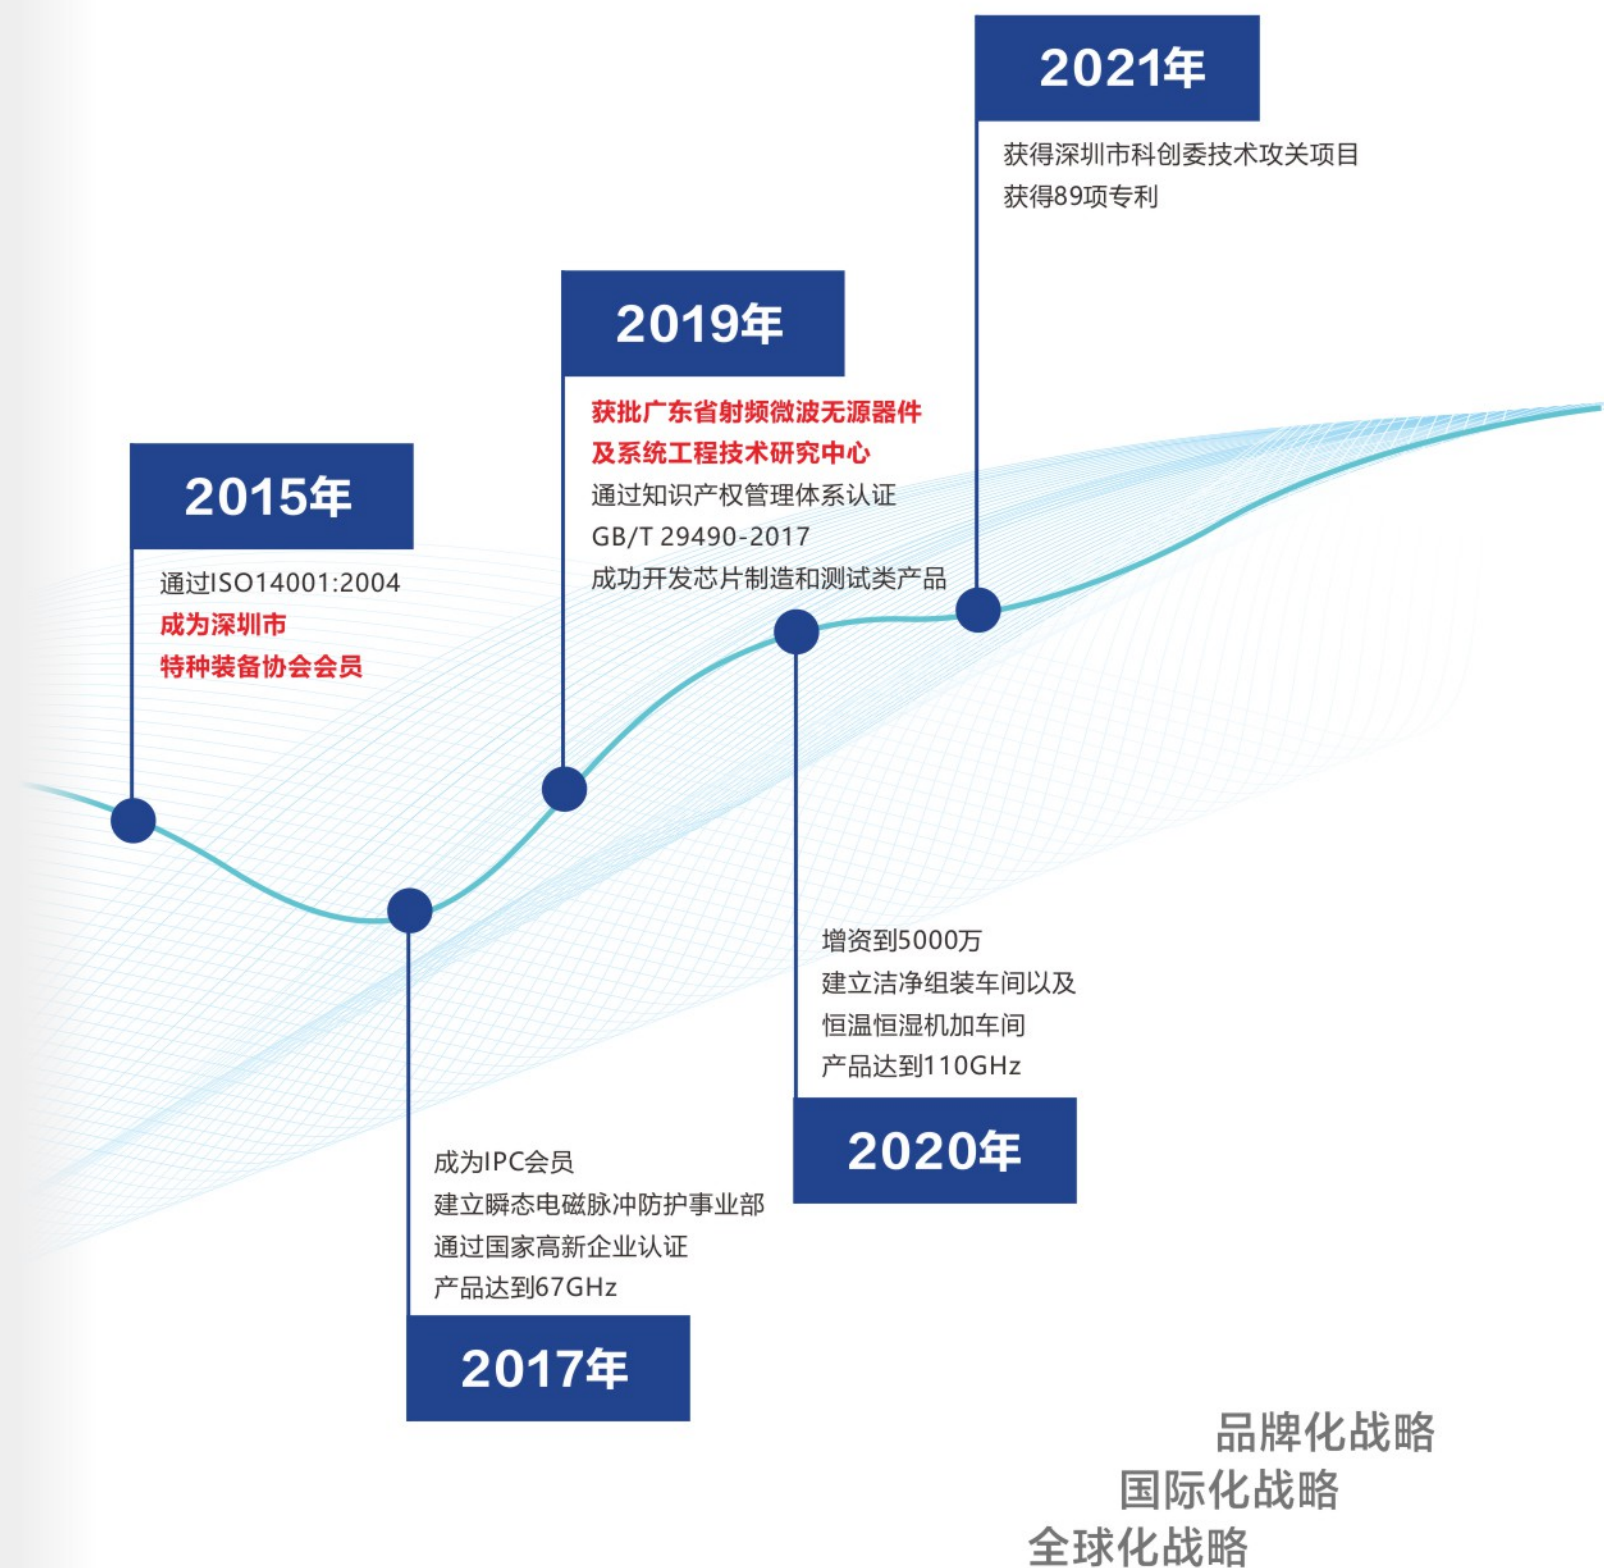 2015年
通过ISO14001:2004
成为深圳市
特种装备协会会员
成为IPC会员
建立瞬态电磁脉冲防护事业部
通过国家高新企业认证
产品达到67GHz
2017年
2019年
获批广东省射频微波无源器件
及系统工程技术研究中心
通过知识产权管理体系认证
GB/T 29490-2017
成功开发芯片制造和测试类产品
增资到5000万
建立洁净组装车间以及
恒温恒湿机加车间
产品达到110GHz
2020年
2021年
获得深圳市科创委技术攻关项目
获得89项专利
品牌化战略
国际化战略
全球化战略